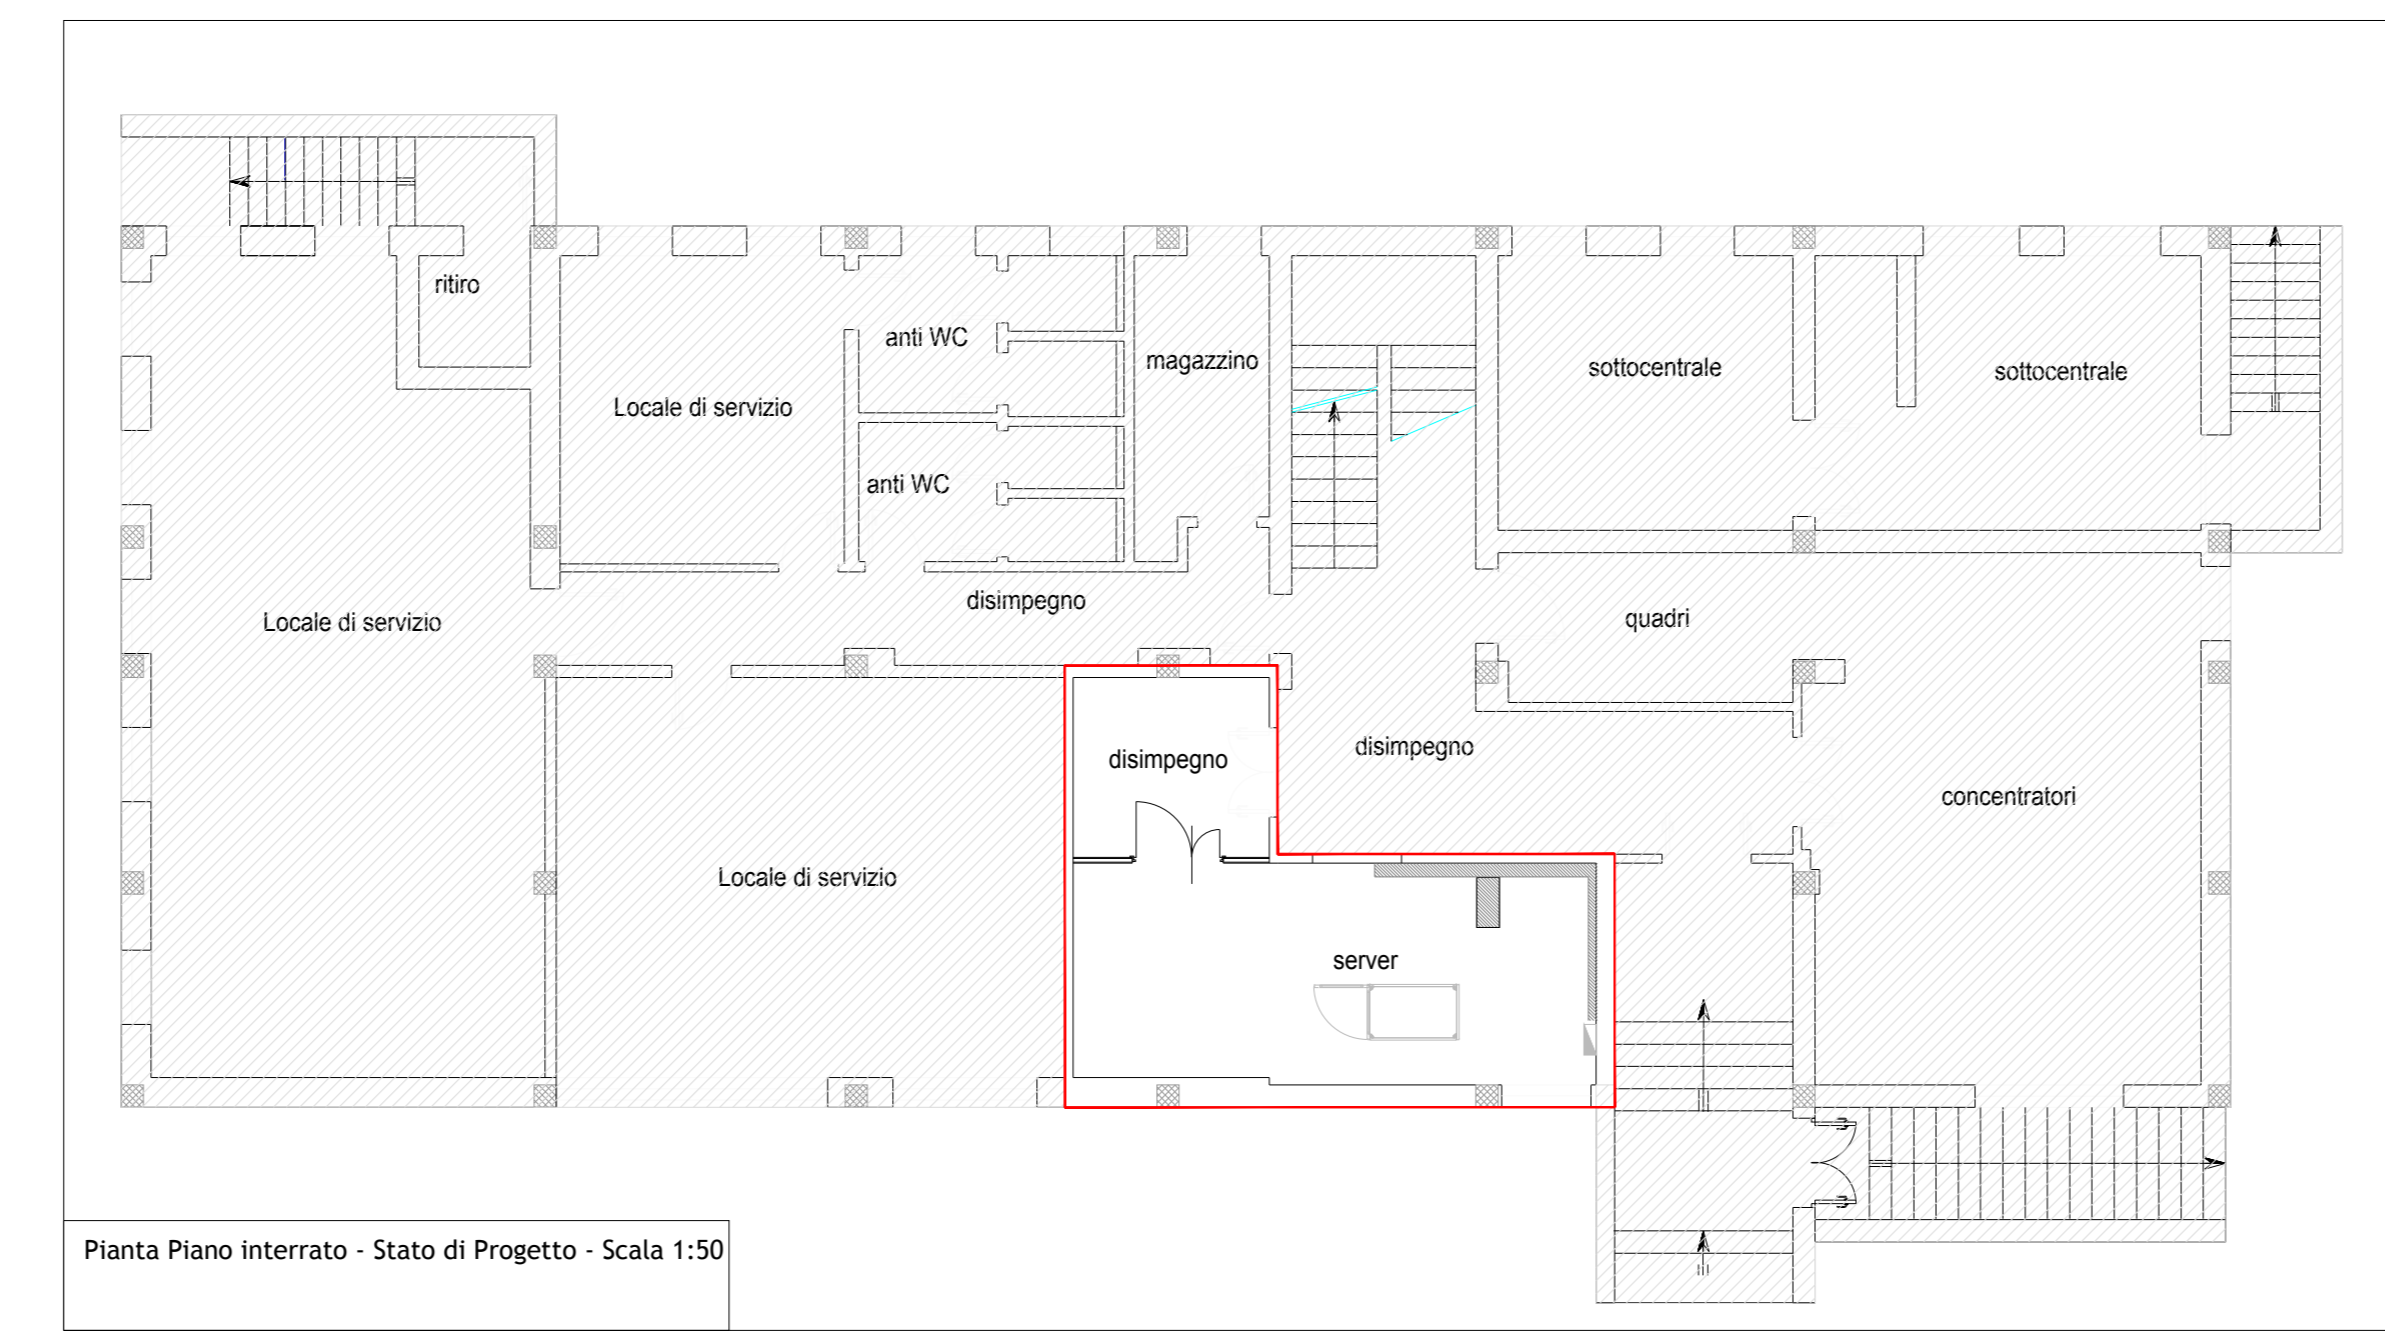 ritiro
anti WC
magazzino
sottocentrale
sottocentrale
Locale di servizio
anti WC
disimpegno
quadri
Locale di servizio
disimpegno
disimpegno
concentratori
Locale di servizio
server
Pianta Piano interrato - Stato di Progetto - Scala 1:50